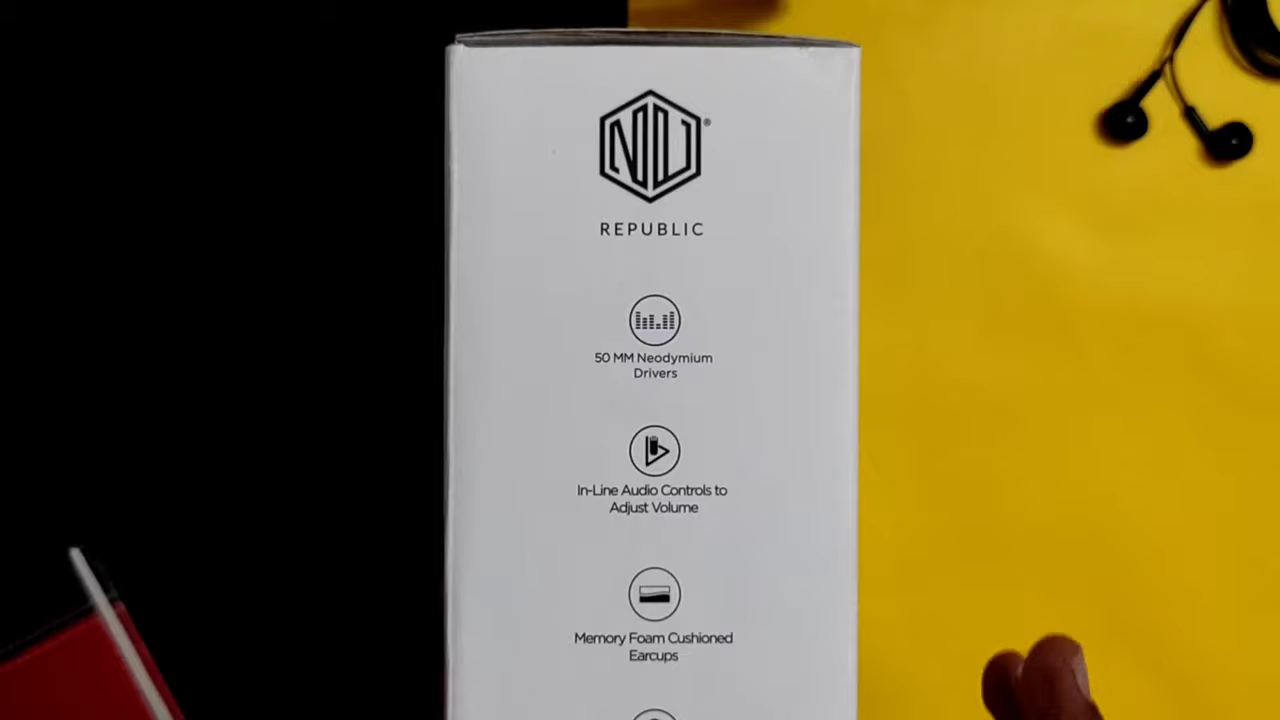 NU®
REPUBLIC
50 MM Neodymium
Drivers
In-Line Audio Controls to
Adjust Volume
Memory Foam Cushioned
Earcups